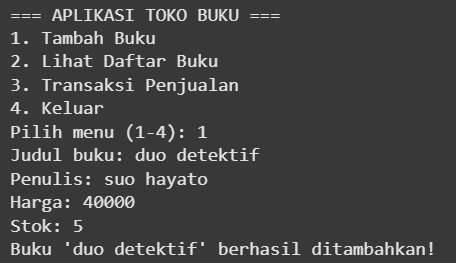 === APLIKASI TOKO BUKU ===
1. Tambah Buku
2. Lihat Daftar Buku
3. Transaksi Penjualan
4. Keluar
Pilih menu (1-4): 1
Judul buku: duo detektif
Penulis: suo hayato
Harga: 40000
Stok: 5
Buku 'duo detektif' berhasil ditambahkan!